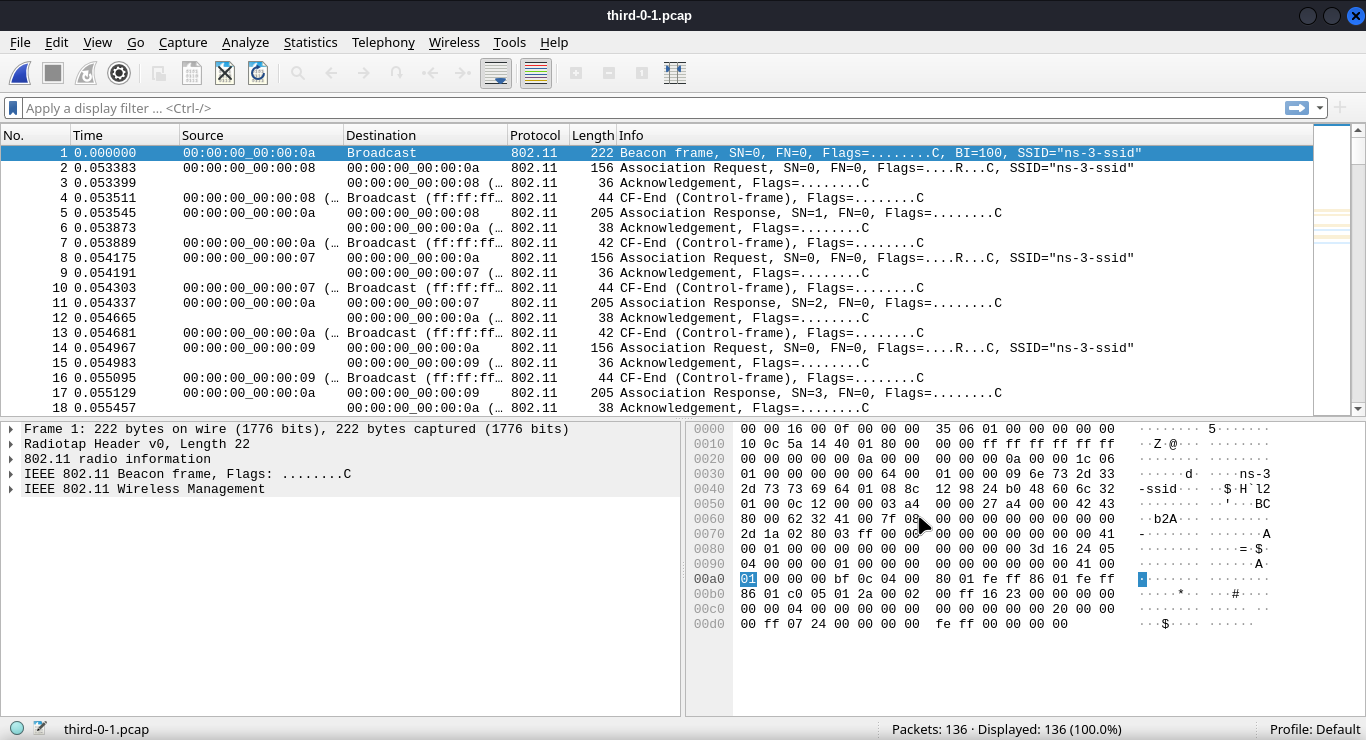 third-0-1.pcap
File Edit View Go Capture Analyze Statistics Telephony Wireless Tools Help
Apply a display filter ... <Ctrl-/>
No. Time Source Destination Protocol Length Info
1 0.000000 00:00:00_00:00:0a Broadcast 802.11 222 Beacon frame, SN=0, FN=0, Flags=........C, BI=100, SSID="ns-3-ssid"
2 0.053383 00:00:00_00:00:08 00:00:00_00:00:0a 802.11 156 Association Request, SN=0, FN=0, Flags=....R...C, SSID="ns-3-ssid"
3 0.053399 00:00:00_00:00:08 (… 802.11 36 Acknowledgement, Flags=........C
4 0.053511 00:00:00_00:00:08 (… Broadcast (ff:ff:ff… 802.11 44 CF-End (Control-frame), Flags=........C
5 0.053545 00:00:00_00:00:0a 00:00:00_00:00:08 802.11 205 Association Response, SN=1, FN=0, Flags=........C
6 0.053873 00:00:00_00:00:0a (… 802.11 38 Acknowledgement, Flags=........C
7 0.053889 00:00:00_00:00:0a (… Broadcast (ff:ff:ff… 802.11 42 CF-End (Control-frame), Flags=........C
8 0.054175 00:00:00_00:00:07 00:00:00_00:00:0a 802.11 156 Association Request, SN=0, FN=0, Flags=....R...C, SSID="ns-3-ssid"
9 0.054191 00:00:00_00:00:07 (… 802.11 36 Acknowledgement, Flags=........C
10 0.054303 00:00:00_00:00:07 (… Broadcast (ff:ff:ff… 802.11 44 CF-End (Control-frame), Flags=........C
11 0.054337 00:00:00_00:00:0a 00:00:00_00:00:07 802.11 205 Association Response, SN=2, FN=0, Flags=........C
12 0.054665 00:00:00_00:00:0a (… 802.11 38 Acknowledgement, Flags=........C
13 0.054681 00:00:00_00:00:0a (… Broadcast (ff:ff:ff… 802.11 42 CF-End (Control-frame), Flags=........C
14 0.054967 00:00:00_00:00:09 00:00:00_00:00:0a 802.11 156 Association Request, SN=0, FN=0, Flags=....R...C, SSID="ns-3-ssid"
15 0.054983 00:00:00_00:00:09 (… 802.11 36 Acknowledgement, Flags=........C
16 0.055095 00:00:00_00:00:09 (… Broadcast (ff:ff:ff… 802.11 44 CF-End (Control-frame), Flags=........C
17 0.055129 00:00:00_00:00:0a 00:00:00_00:00:09 802.11 205 Association Response, SN=3, FN=0, Flags=........C
18 0.055457 00:00:00_00:00:0a (… 802.11 38 Acknowledgement, Flags=........C
Frame 1: 222 bytes on wire (1776 bits), 222 bytes captured (1776 bits)
Radiotap Header v0, Length 22
802.11 radio information
IEEE 802.11 Beacon frame, Flags: ........C
IEEE 802.11 Wireless Management
0000 00 00 16 00 0f 00 00 00 35 06 01 00 00 00 00 00 ········ 5·······
0010 10 0c 5a 14 40 01 80 00 00 00 ff ff ff ff ff ff ··Z·@··· ········
0020 00 00 00 00 00 0a 00 00 00 00 00 0a 00 00 1c 06 ········ ········
0030 01 00 00 00 00 00 64 00 01 00 00 09 6e 73 2d 33 ······d· ····ns-3
0040 2d 73 73 69 64 01 08 8c 12 98 24 b0 48 60 6c 32 -ssid··· ··$·H`l2
0050 01 00 0c 12 00 00 03 a4 00 00 27 a4 00 00 42 43 ········ ··'···BC
0060 80 00 62 32 41 00 7f 08 00 00 00 00 00 00 00 00 ··b2A··· ········
0070 2d 1a 02 80 03 ff 00 00 00 00 00 00 00 00 00 41 -······· ·······A
0080 00 01 00 00 00 00 00 00 00 00 00 00 3d 16 24 05 ········ ····=·$·
0090 04 00 00 00 01 00 00 00 00 00 00 00 00 00 41 00 ········ ······A·
00a0 01 00 00 00 bf 0c 04 00 80 01 fe ff 86 01 fe ff ········ ········
00b0 86 01 c0 05 01 2a 00 02 00 ff 16 23 00 00 00 00 ·····*·· ···#····
00c0 00 00 04 00 00 00 00 00 00 00 00 00 00 20 00 00 ········ ····· ··
00d0 00 ff 07 24 00 00 00 00 fe ff 00 00 00 00 ···$···· ······
third-0-1.pcap
Packets: 136 · Displayed: 136 (100.0%)
Profile: Default